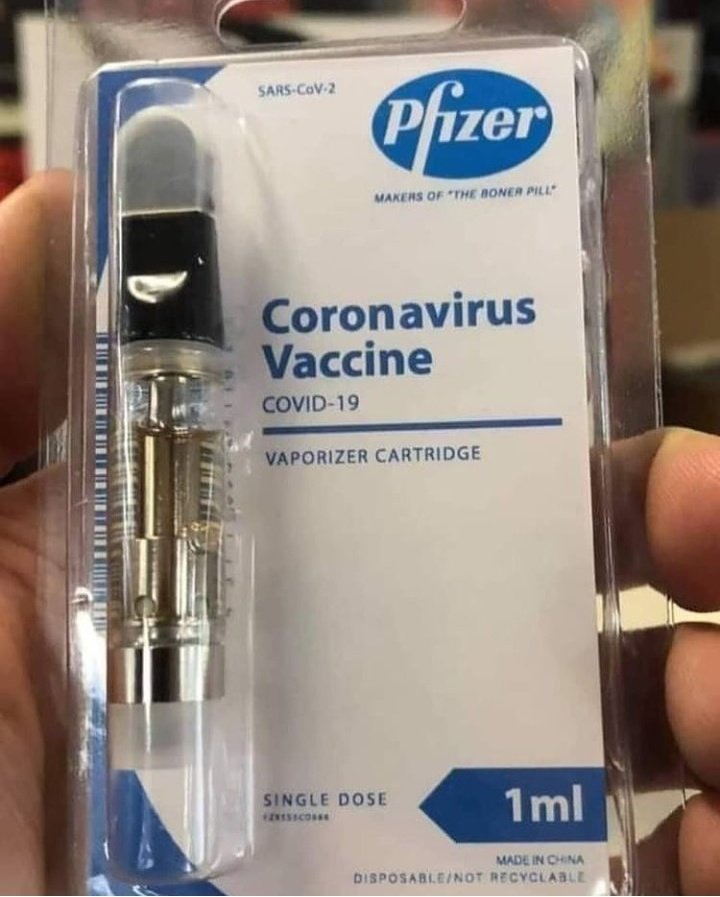 SARS-CoV-2
Pfizer
MAKERS OF "THE BONER PILL"
Coronavirus
Vaccine
COVID-19
VAPORIZER CARTRIDGE
SINGLE DOSE
1ml
MADE IN CHINA
DISPOSABLE/NOT RECYCLABLE